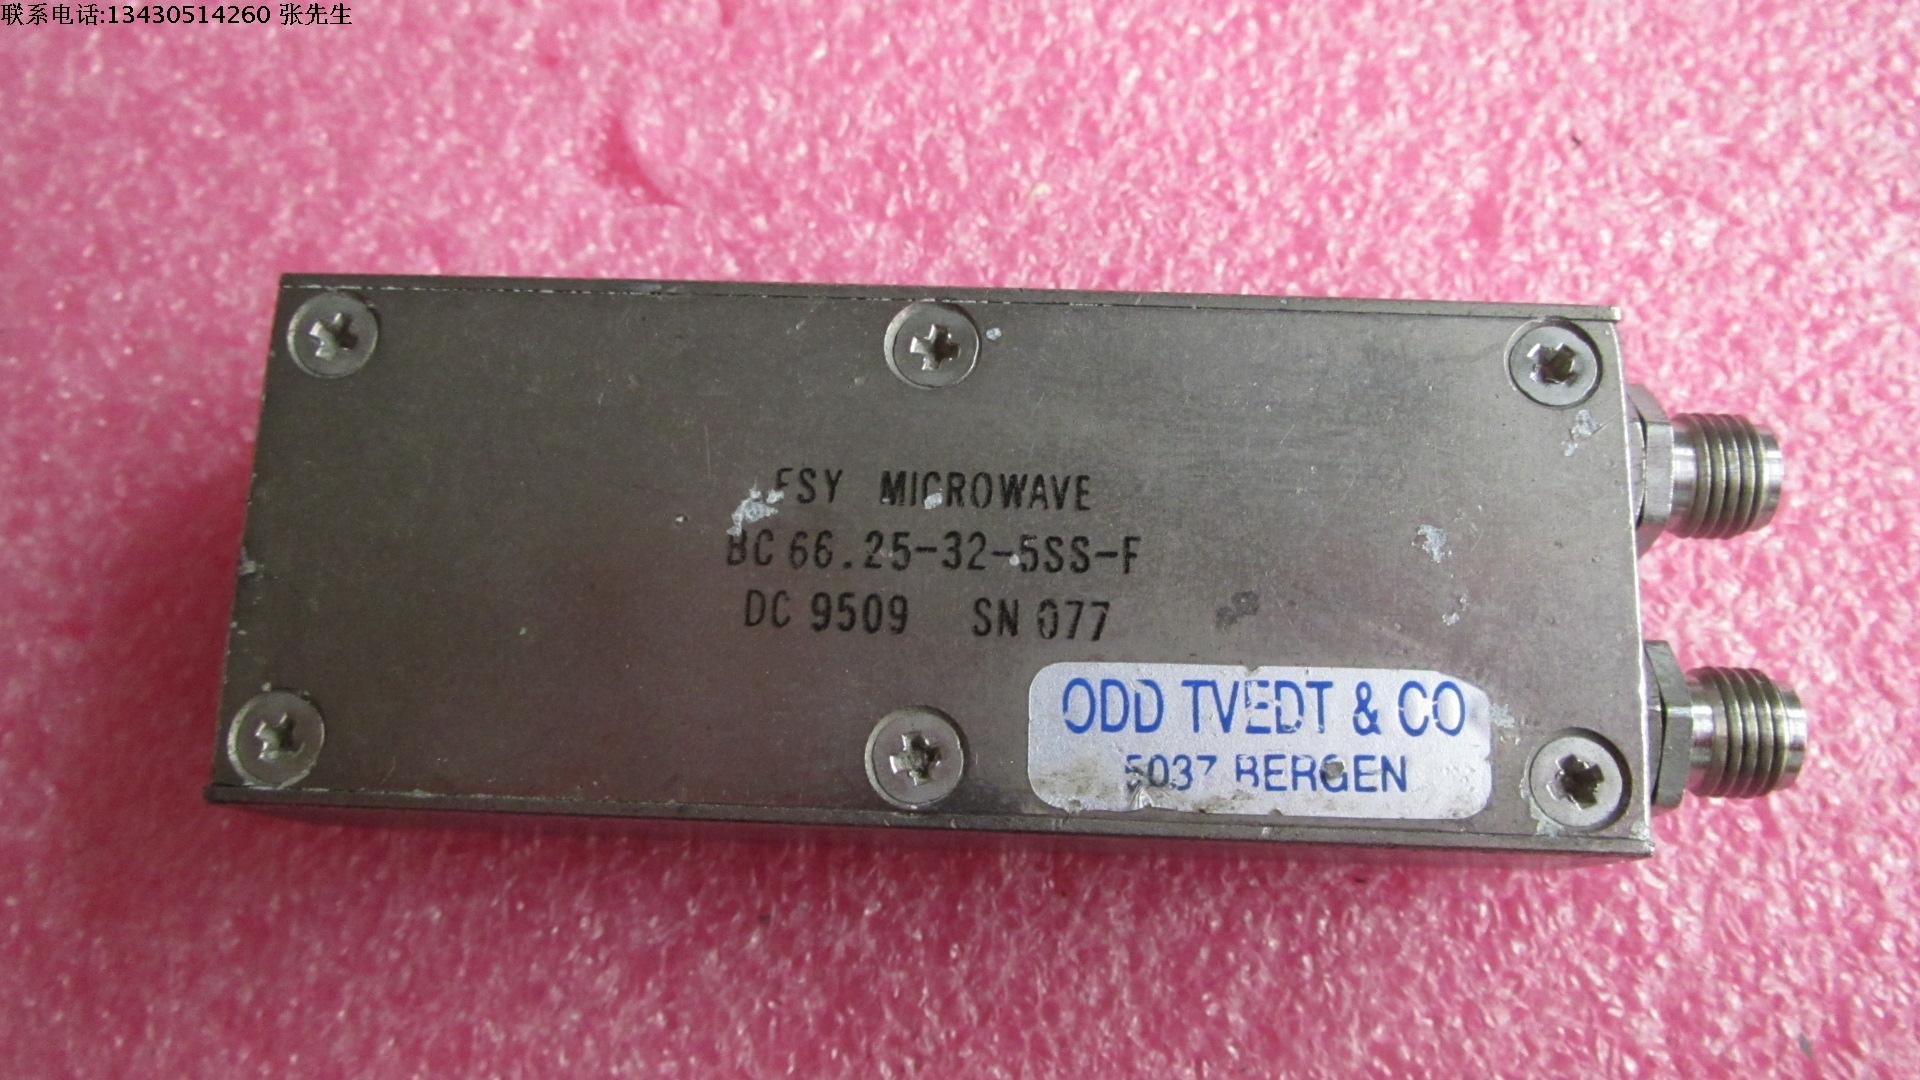 联系电话:13430514260 张先生
FSY MICROWAVE
BC 66.25-32-5SS-F
DC 9509 SN 077
ODD TVEDT & CO
5037 BERGEN